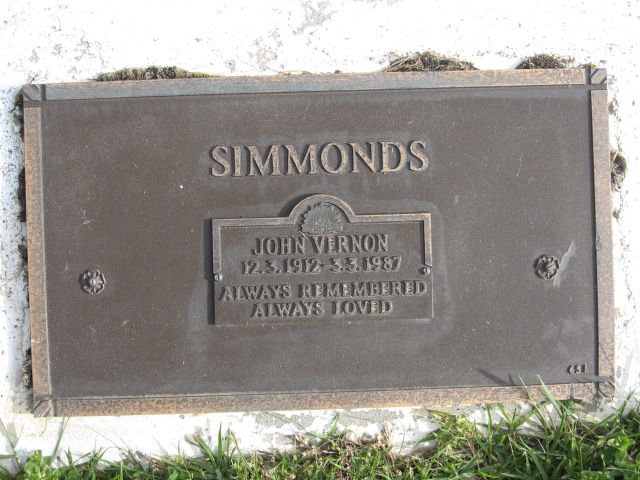 SIMMONDS
JOHN VERNON
12.3.1912-3.3.1987
ALWAYS REMEMBERED
ALWAYS LOVED